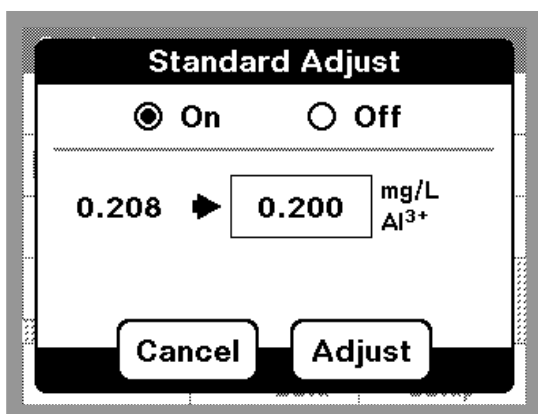 Standard Adjust
On Off
0.208 0.200 mg/L
Al³⁺
Cancel Adjust